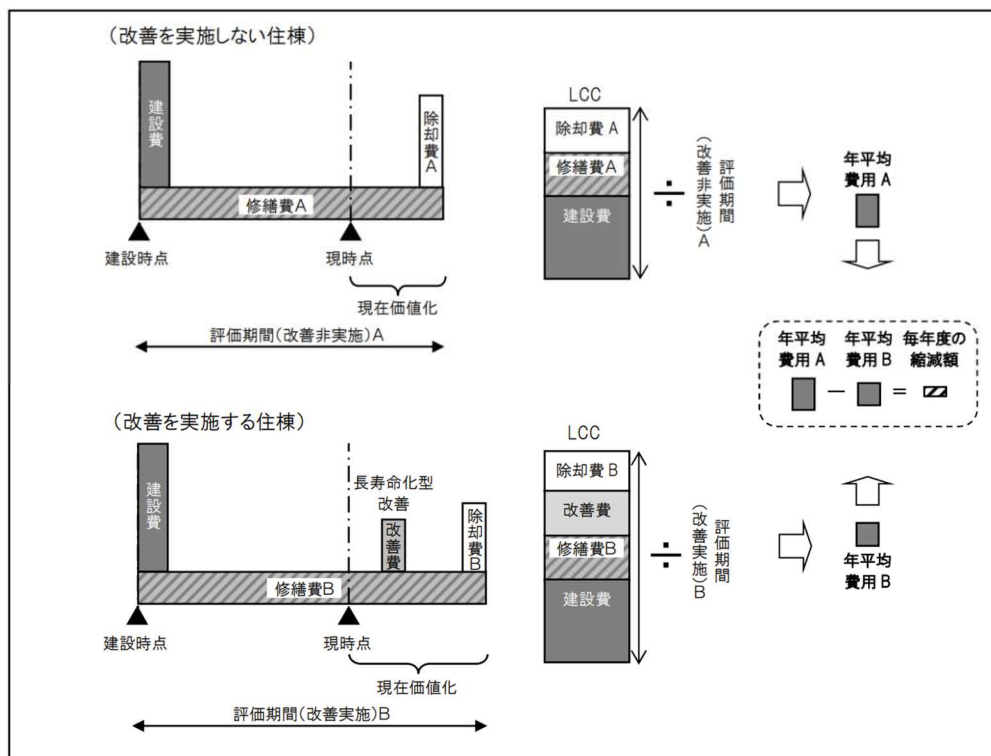 (改善を実施しない住棟)
建設費
除却費A
修繕費A
建設時点
現時点
現在価値化
評価期間(改善非実施)A
LCC
除却費A
修繕費A
建設費
÷
評価期間
(改善非実施)A
年平均
費用A
年平均
費用A
年平均
費用B
毎年度の
縮減額
－
＝
(改善を実施する住棟)
建設費
長寿命化型
改善
改善費
除却費B
修繕費B
建設時点
現時点
現在価値化
評価期間(改善実施)B
LCC
除却費B
改善費
修繕費B
建設費
÷
評価期間
(改善実施)B
年平均
費用B